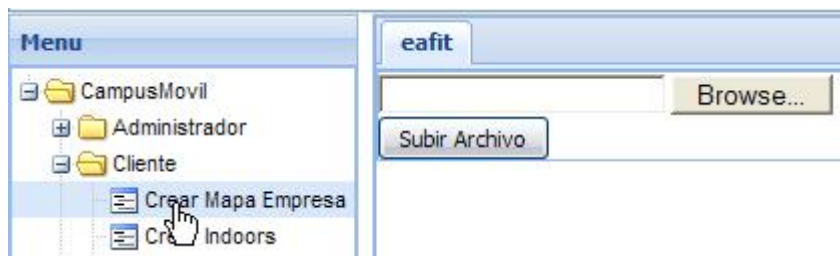 Menu
CampusMovil
Administrador
Cliente
Crear Mapa Empresa
Indoors
eafit
Browse...
Subir Archivo